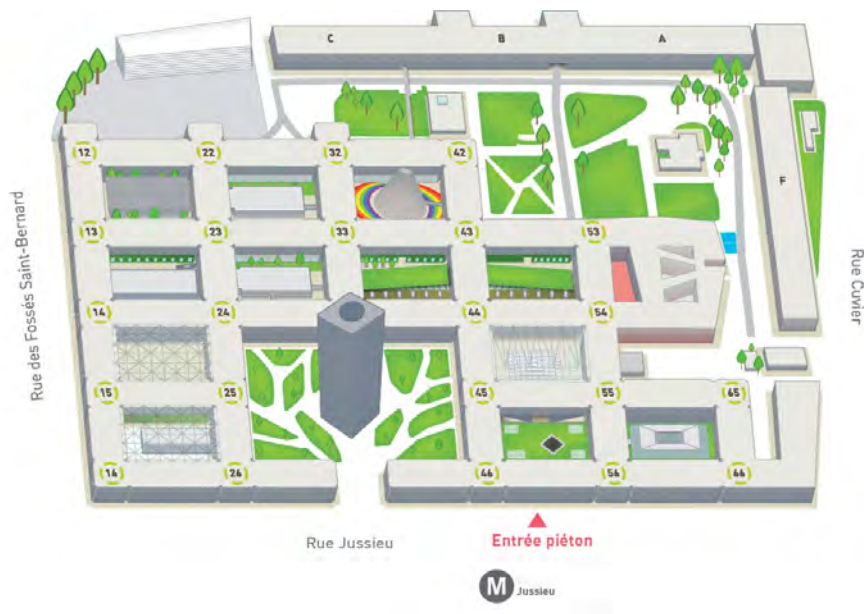 C B A
12 22 32 42
F
Rue des Fossés Saint-Bernard
13 23 33 43 53
Rue Cuvier
14 24 44 54
15 25 45 55 65
16 26 46 56 66
Rue Jussieu
Entrée piéton
M Jussieu